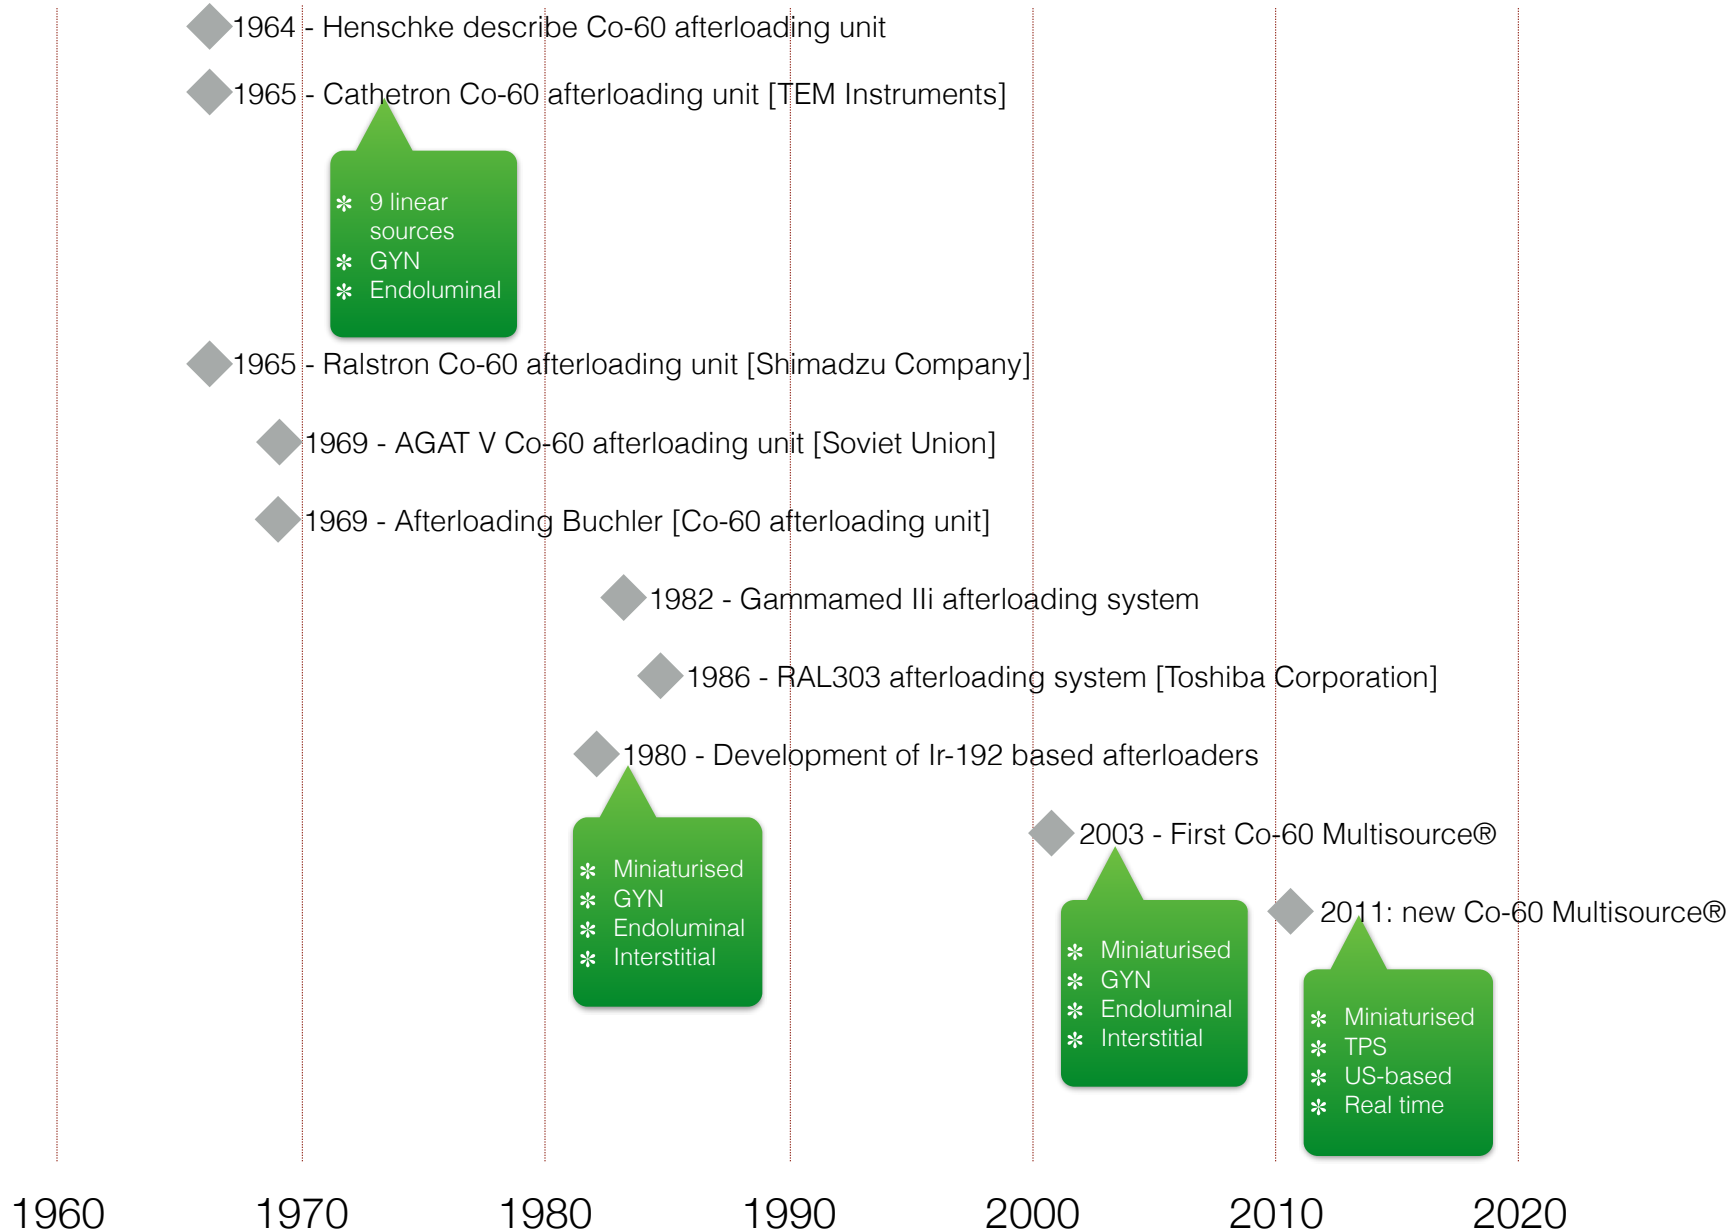 1964 - Henschke describe Co-60 afterloading unit
1965 - Cathetron Co-60 afterloading unit [TEM Instruments]
✼ 9 linear
sources
✼ GYN
✼ Endoluminal
1965 - Ralstron Co-60 afterloading unit [Shimadzu Company]
1969 - AGAT V Co-60 afterloading unit [Soviet Union]
1969 - Afterloading Buchler [Co-60 afterloading unit]
1982 - Gammamed IIi afterloading system
1986 - RAL303 afterloading system [Toshiba Corporation]
1980 - Development of Ir-192 based afterloaders
✼ Miniaturised
✼ GYN
✼ Endoluminal
✼ Interstitial
2003 - First Co-60 Multisource®
✼ Miniaturised
✼ GYN
✼ Endoluminal
✼ Interstitial
2011: new Co-60 Multisource®
✼ Miniaturised
✼ TPS
✼ US-based
✼ Real time
1960 1970 1980 1990 2000 2010 2020